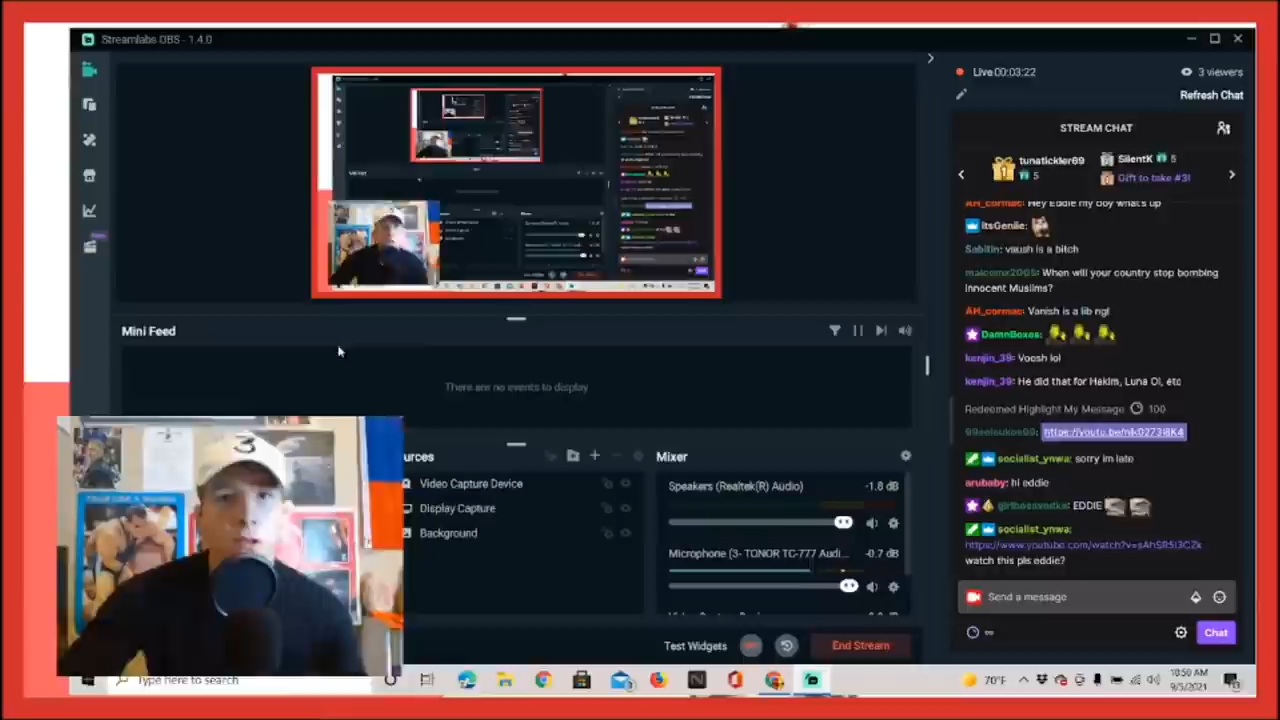 Streamlabs OBS - 1.4.0
Live 00:03:22
3 viewers
Refresh Chat
STREAM CHAT
tunatickler69
5
SilentK 5
Gift to take #3!
AH_cormac: Hey Eddie my boy what's up
ItsGenlie:
Sabitin: vaush is a bitch
malcomx2005: When will your country stop bombing
Innocent Muslims?
AH_cormac: Vanish is a lib ngl
DamnBoxes:
kenjin_39: Voosh lol
kenjin_39: He did that for Hakim, Luna Oi, etc
Redeemed Highlight My Message 100
socialist_ynwa: sorry im late
arubaby: hi eddie
girlbossvodka: EDDIE
socialist_ynwa:
watch this pls eddie?
Send a message
Chat
Mini Feed
There are no events to display
urces
Video Capture Device
Display Capture
Background
Mixer
Speakers (Realtek(R) Audio) -1.8 dB
Microphone (3- TONOR TC-777 Audi... -0.7 dB
Test Widgets
End Stream
3
Type here to search
70°F
10:50 AM
9/5/2021